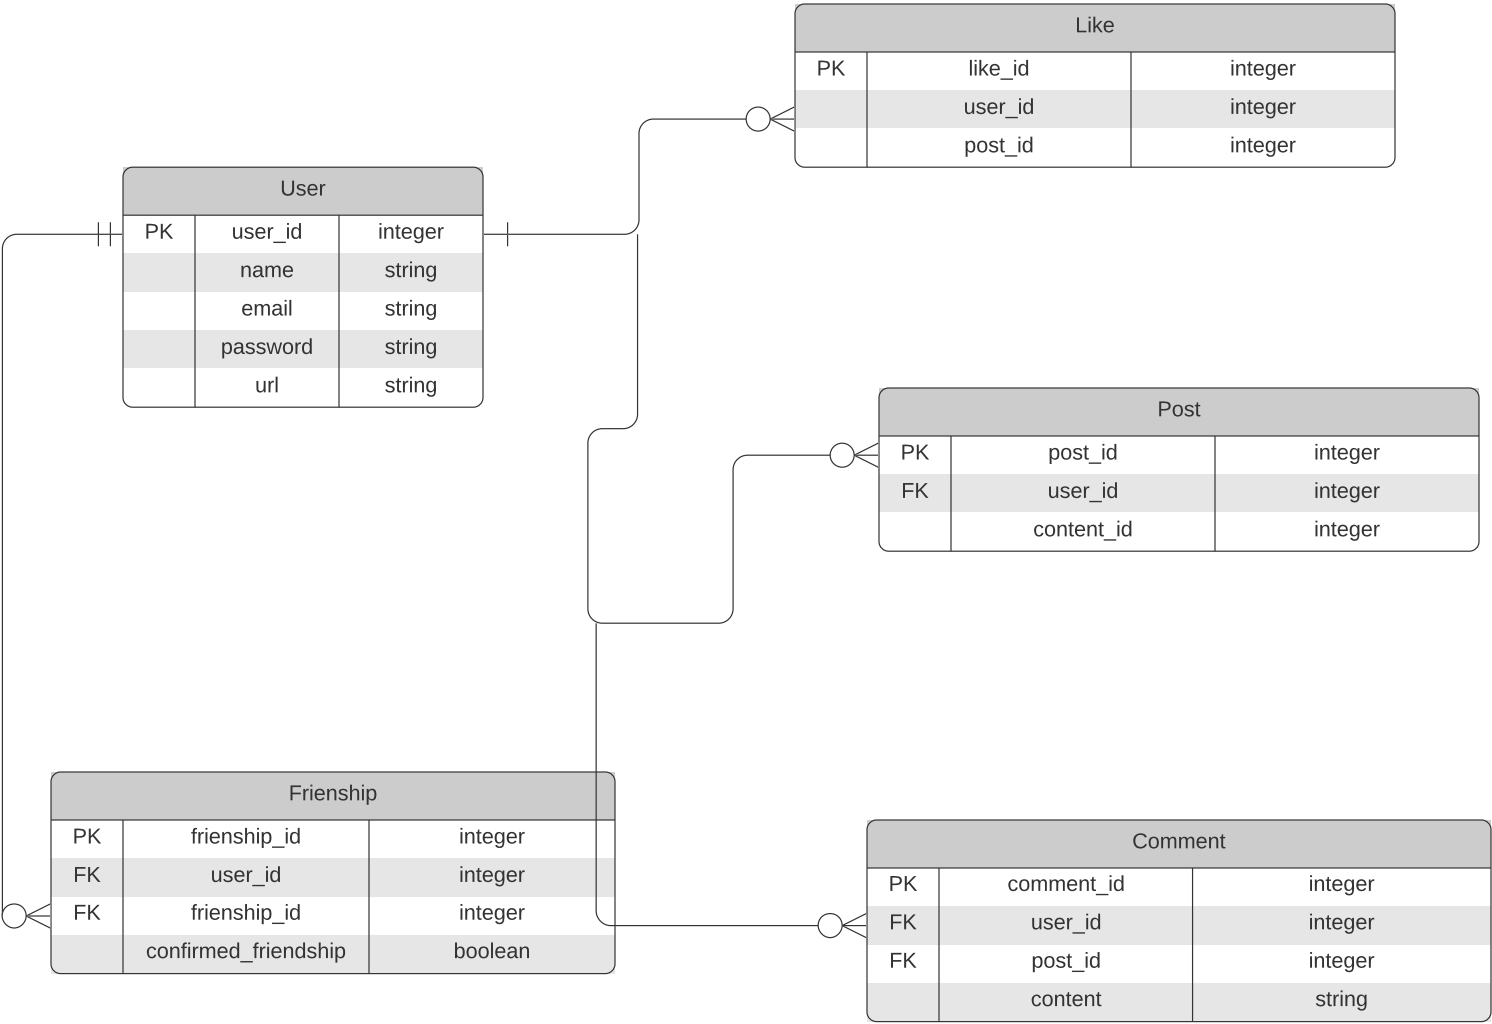 Like
PK like_id integer
user_id integer
post_id integer
User
PK user_id integer
name string
email string
password string
url string
Post
PK post_id integer
FK user_id integer
content_id integer
Frienship
PK frienship_id integer
FK user_id integer
FK frienship_id integer
confirmed_friendship boolean
Comment
PK comment_id integer
FK user_id integer
FK post_id integer
content string